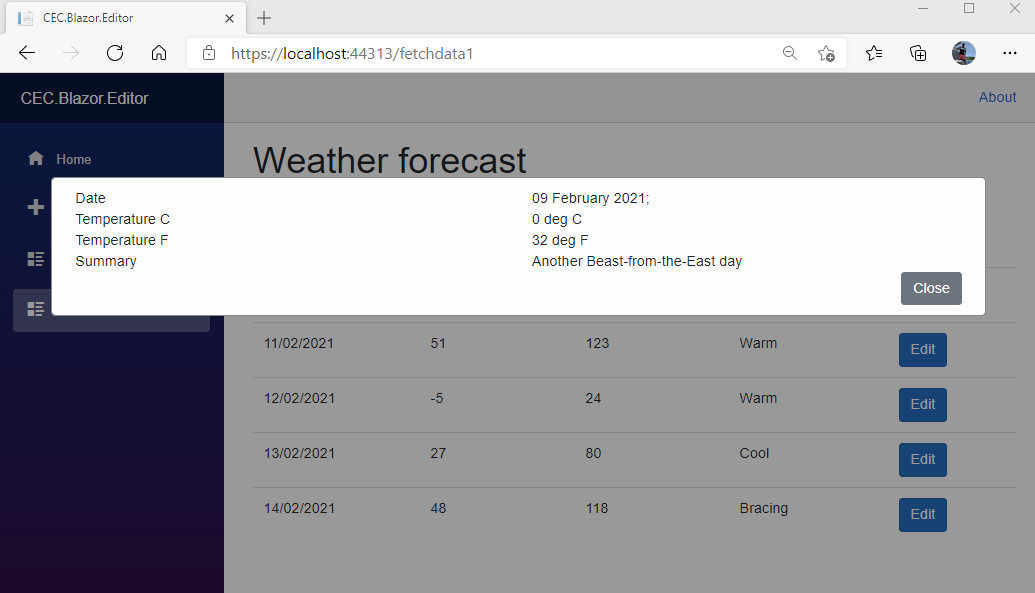 CEC.Blazor.Editor
https://localhost:44313/fetchdata1
CEC.Blazor.Editor
About
Home
Weather forecast
Date 09 February 2021;
Temperature C 0 deg C
Temperature F 32 deg F
Summary Another Beast-from-the-East day
Close
11/02/2021 51 123 Warm Edit
12/02/2021 -5 24 Warm Edit
13/02/2021 27 80 Cool Edit
14/02/2021 48 118 Bracing Edit